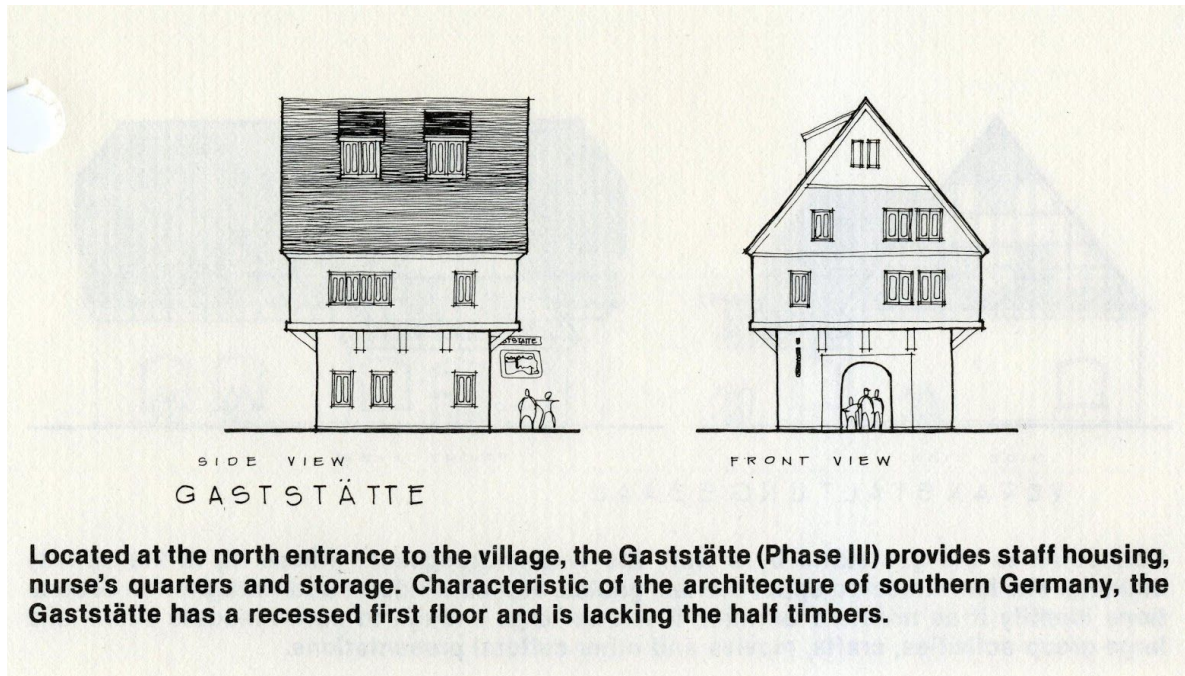 STSTÄTTE
SIDE VIEW
FRONT VIEW
GASTSTÄTTE
Located at the north entrance to the village, the Gaststätte (Phase III) provides staff housing,
nurse's quarters and storage. Characteristic of the architecture of southern Germany, the
Gaststätte has a recessed first floor and is lacking the half timbers.